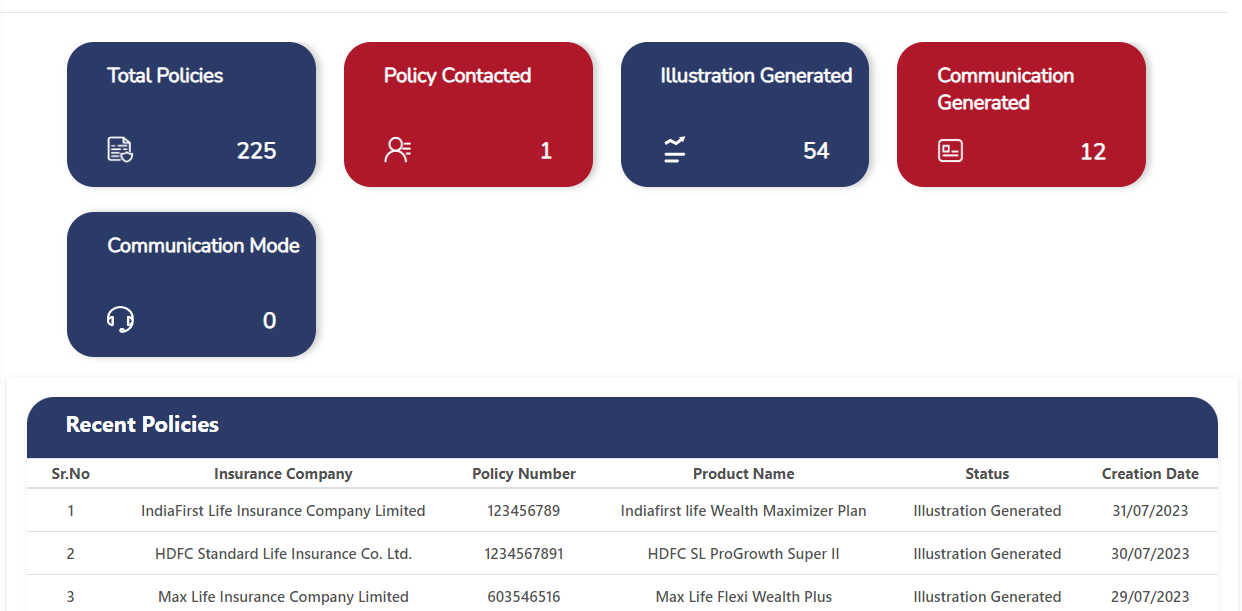 Total Policies
225
Policy Contacted
1
Illustration Generated
54
Communication
Generated
12
Communication Mode
0
Recent Policies
Sr.No Insurance Company Policy Number Product Name Status Creation Date
1 IndiaFirst Life Insurance Company Limited 123456789 Indiafirst life Wealth Maximizer Plan Illustration Generated 31/07/2023
2 HDFC Standard Life Insurance Co. Ltd. 1234567891 HDFC SL ProGrowth Super II Illustration Generated 30/07/2023
3 Max Life Insurance Company Limited 603546516 Max Life Flexi Wealth Plus Illustration Generated 29/07/2023